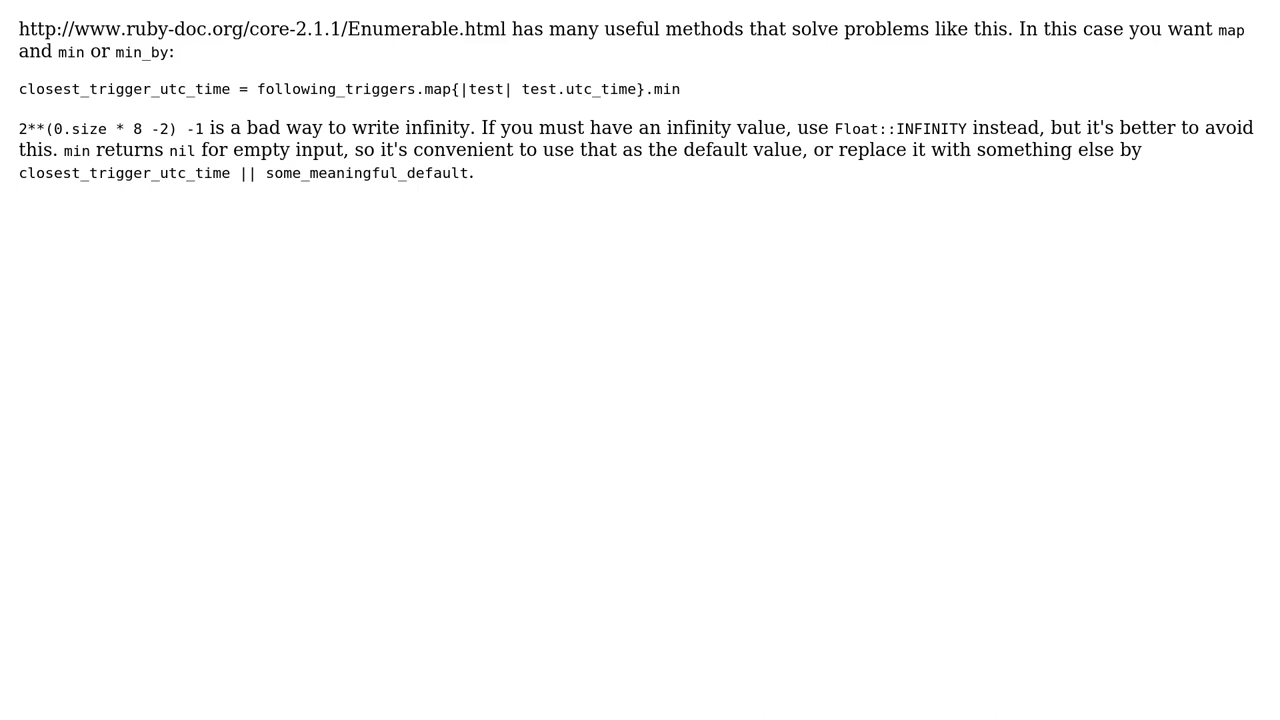 http://www.ruby-doc.org/core-2.1.1/Enumerable.html has many useful methods that solve problems like this. In this case you want map
and min or min_by:
closest_trigger_utc_time = following_triggers.map{|test| test.utc_time}.min
2**(0.size * 8 -2) -1 is a bad way to write infinity. If you must have an infinity value, use Float::INFINITY instead, but it's better to avoid
this. min returns nil for empty input, so it's convenient to use that as the default value, or replace it with something else by
closest_trigger_utc_time || some_meaningful_default.